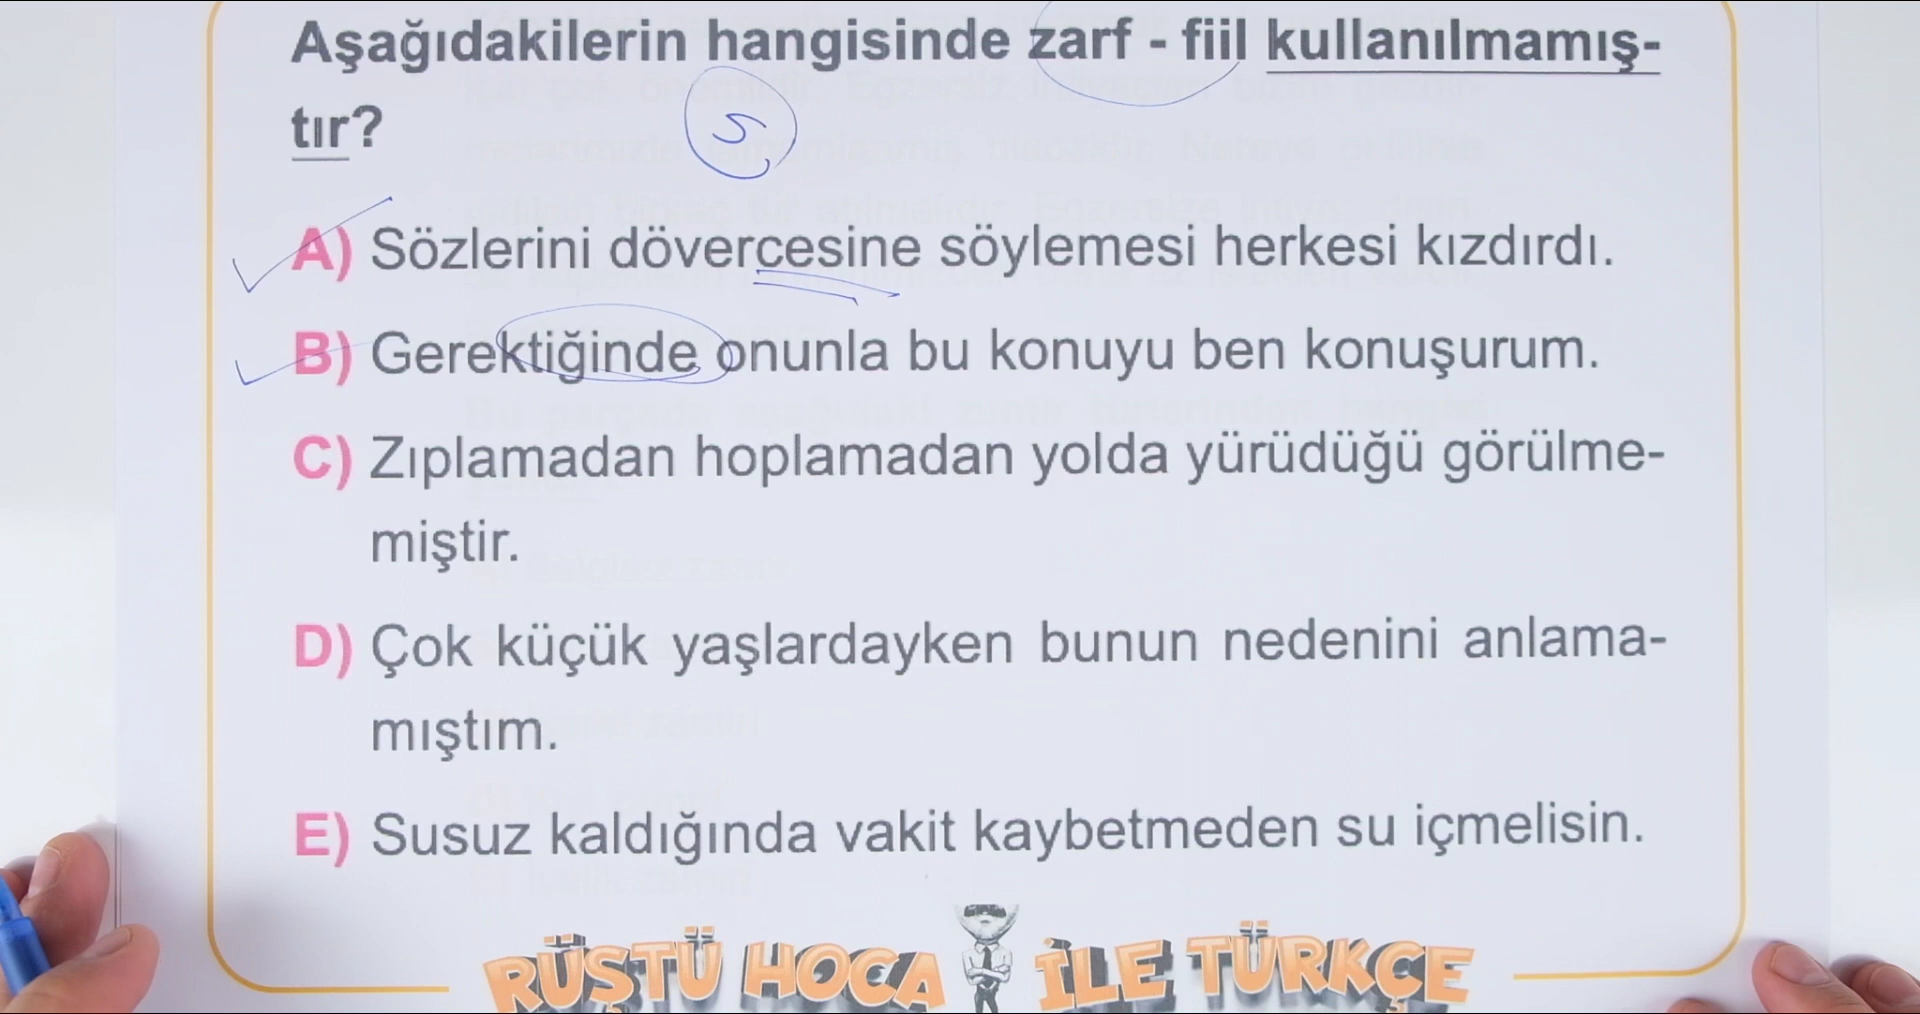 Aşağıdakilerin hangisinde zarf - fiil kullanılmamış-
tır?
A) Sözlerini dövercesine söylemesi herkesi kızdırdı.
B) Gerektiğinde onunla bu konuyu ben konuşurum.
C) Zıplamadan hoplamadan yolda yürüdüğü görülme-
miştir.
D) Çok küçük yaşlardayken bunun nedenini anlama-
mıştım.
E) Susuz kaldığında vakit kaybetmeden su içmelisin.
RÜŞTÜ HOCA İLE TÜRKÇE